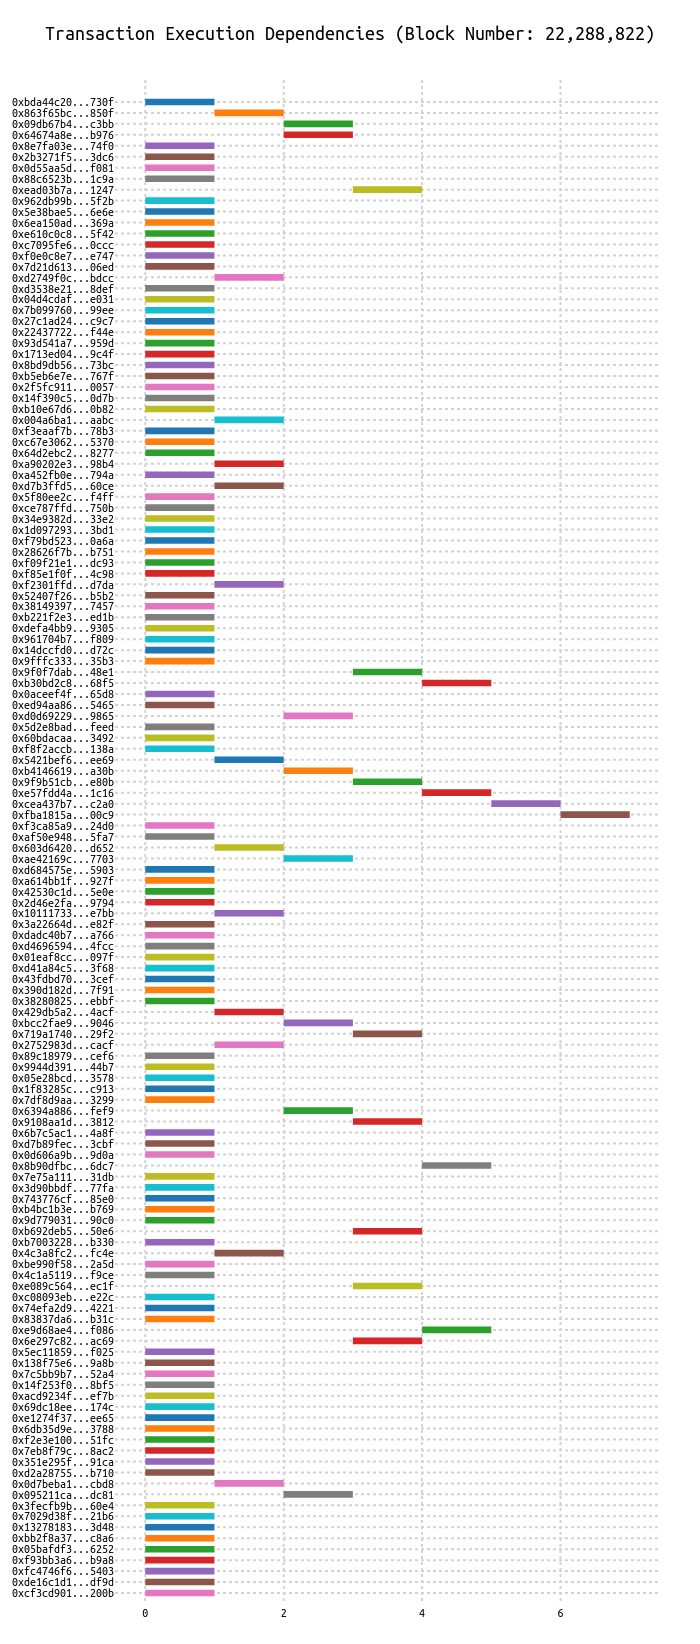 Transaction Execution Dependencies (Block Number: 22,288,822)
0xbda44c20...730f
0x863f65bc...850f
0x09db67b4...c3bb
0x64674a8e...b976
0x8e7fa03e...74f0
0x2b3271f5...3dc6
0x0d55aa5d...f081
0x88c6523b...1c9a
0xead03b7a...1247
0x962db99b...5f2b
0x5e38bae5...6e6e
0x6ea150ad...369a
0xe610c0c8...5f42
0xc7095fe6...0ccc
0xf0e0c8e7...e747
0x7d21d613...06ed
0xd2749f0c...bdcc
0xd3538e21...8def
0x04d4cdaf...e031
0x7b099760...99ee
0x27c1ad24...c9c7
0x22437722...f44e
0x93d541a7...959d
0x1713ed04...9c4f
0x8bd9db56...73bc
0xb5eb6e7e...767f
0x2f5fc911...0057
0x14f390c5...0d7b
0xb10e67d6...0b82
0x004a6ba1...aabc
0xf3eaaf7b...78b3
0xc67e3062...5370
0x64d2ebc2...8277
0xa90202e3...98b4
0xa452fb0e...794a
0xd7b3ffd5...60ce
0x5f80ee2c...f4ff
0xce787ffd...750b
0x34e9382d...33e2
0x1d097293...3bd1
0xf79bd523...0a6a
0x28626f7b...b751
0xf09f21e1...dc93
0xf85e1f0f...4c98
0xf2301ffd...d7da
0x52407f26...b5b2
0x38149397...7457
0xb221f2e3...ed1b
0xdefa4bb9...9305
0x961704b7...f809
0x14dccfd0...d72c
0x9fffc333...35b3
0x9f0f7dab...48e1
0xb30bd2c8...68f5
0x0aceef4f...65d8
0xed94aa86...5465
0xd0d69229...9865
0x5d2e8bad...feed
0x60bdacaa...3492
0xf8f2accb...138a
0x5421bef6...ee69
0xb4146619...a30b
0x9f9b51cb...e80b
0xe57fdd4a...1c16
0xcea437b7...c2a0
0xfba1815a...00c9
0xf3ca85a9...24d0
0xaf50e948...5fa7
0x603d6420...d652
0xae42169c...7703
0xd684575e...5903
0xa614bb1f...927f
0x42530c1d...5e0e
0x2d46e2fa...9794
0x10111733...e7bb
0x3a22664d...e82f
0xdadc40b7...a766
0xd4696594...4fcc
0x01eaf8cc...097f
0xd41a84c5...3f68
0x43fdbd70...3cef
0x390d182d...7f91
0x38280825...ebbf
0x429db5a2...4acf
0xbcc2fae9...9046
0x719a1740...29f2
0x2752983d...cacf
0x89c18979...cef6
0x9944d391...44b7
0x05e28bcd...3578
0x1f83285c...c913
0x7df8d9aa...3299
0x6394a886...fef9
0x9108aa1d...3812
0x6b7c5ac1...4a8f
0xd7b89fec...3cbf
0x0d606a9b...9d0a
0x8b90dfbc...6dc7
0x7e75a111...31db
0x3d90bbdf...77fa
0x743776cf...85e0
0xb4bc1b3e...b769
0x9d779031...90c0
0xb692deb5...50e6
0xb7003228...b330
0x4c3a8fc2...fc4e
0xbe990f58...2a5d
0x4c1a5119...f9ce
0xe089c564...ec1f
0xc08093eb...e22c
0x74efa2d9...4221
0x83837da6...b31c
0xe9d68ae4...f086
0x6e297c82...ac69
0x5ec11859...f025
0x138f75e6...9a8b
0x7c5bb9b7...52a4
0x14f253f0...8bf5
0xacd9234f...ef7b
0x69dc18ee...174c
0xe1274f37...ee65
0x6db35d9e...3788
0xf2e3e100...51fc
0x7eb8f79c...8ac2
0x351e295f...91ca
0xd2a28755...b710
0x0d7beba1...cbd8
0x095211ca...dc81
0x3fecfb9b...60e4
0x7029d38f...21b6
0x13278183...3d48
0xbb2f8a37...c8a6
0x05bafdf3...6252
0xf93bb3a6...b9a8
0xfc4746f6...5403
0xde16c1d1...df9d
0xcf3cd901...200b
0 2 4 6